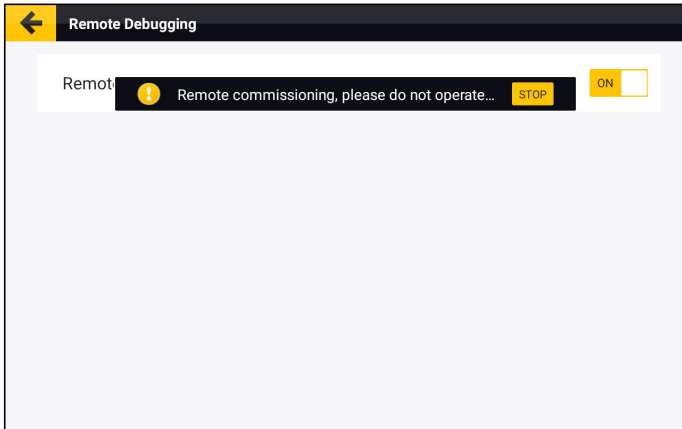 Remote Debugging
Remot
Remote commissioning, please do not operate...
STOP
ON